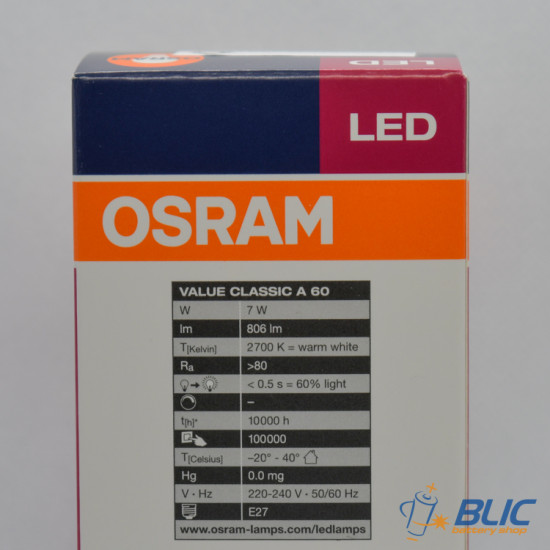 LED
LED
OSRAM
VALUE CLASSIC A 60
W 7 W
lm 806 lm
T[Kelvin] 2700 K = warm white
Ra >80
< 0.5 s = 60% light
–
t[h]* 10000 h
100000
T[Celsius] –20° - 40°
Hg 0.0 mg
V · Hz 220-240 V · 50/60 Hz
E27
www.osram-lamps.com/ledlamps
BLIC
battery shop